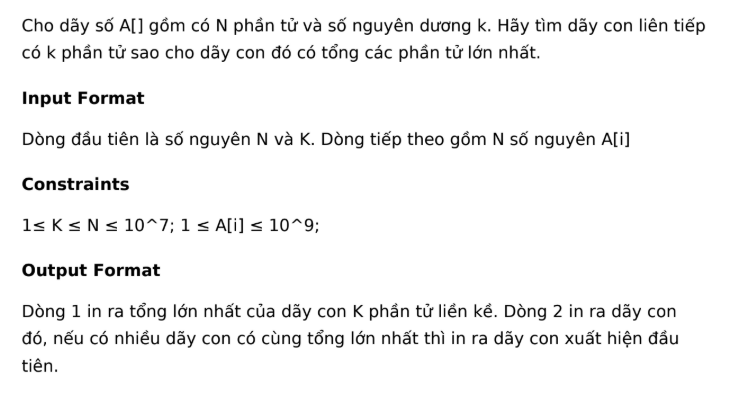 Cho dãy số A[] gồm có N phần tử và số nguyên dương k. Hãy tìm dãy con liên tiếp
có k phần tử sao cho dãy con đó có tổng các phần tử lớn nhất.
Input Format
Dòng đầu tiên là số nguyên N và K. Dòng tiếp theo gồm N số nguyên A[i]
Constraints
1≤ K ≤ N ≤ 10^7; 1 ≤ A[i] ≤ 10^9;
Output Format
Dòng 1 in ra tổng lớn nhất của dãy con K phần tử liền kề. Dòng 2 in ra dãy con
đó, nếu có nhiều dãy con có cùng tổng lớn nhất thì in ra dãy con xuất hiện đầu
tiên.